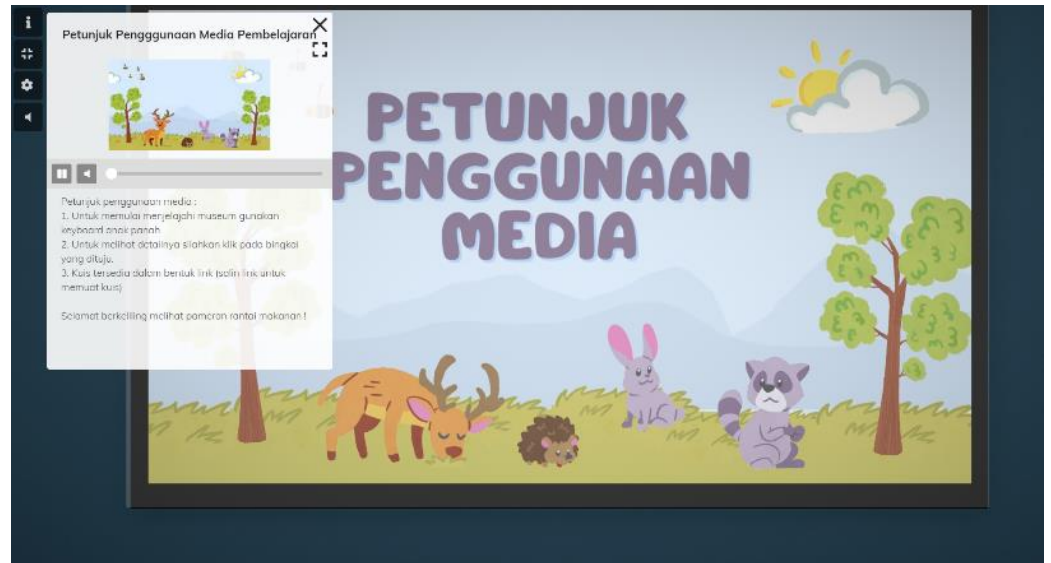 Petunjuk Pengggunaan Media Pembelajaran
Petunjuk penggunaan media :
1. Untuk memulai menjelajahi museum gunakan
keyboard anak panah.
2. Untuk melihat detailnya silahkan klik pada bingkai
yang dituju.
3. Kuis tersedia dalam bentuk link (salin link untuk
memuat kuis)
Selamat berkeliling melihat pameran rantai makanan !
PETUNJUK
PENGGUNAAN
MEDIA